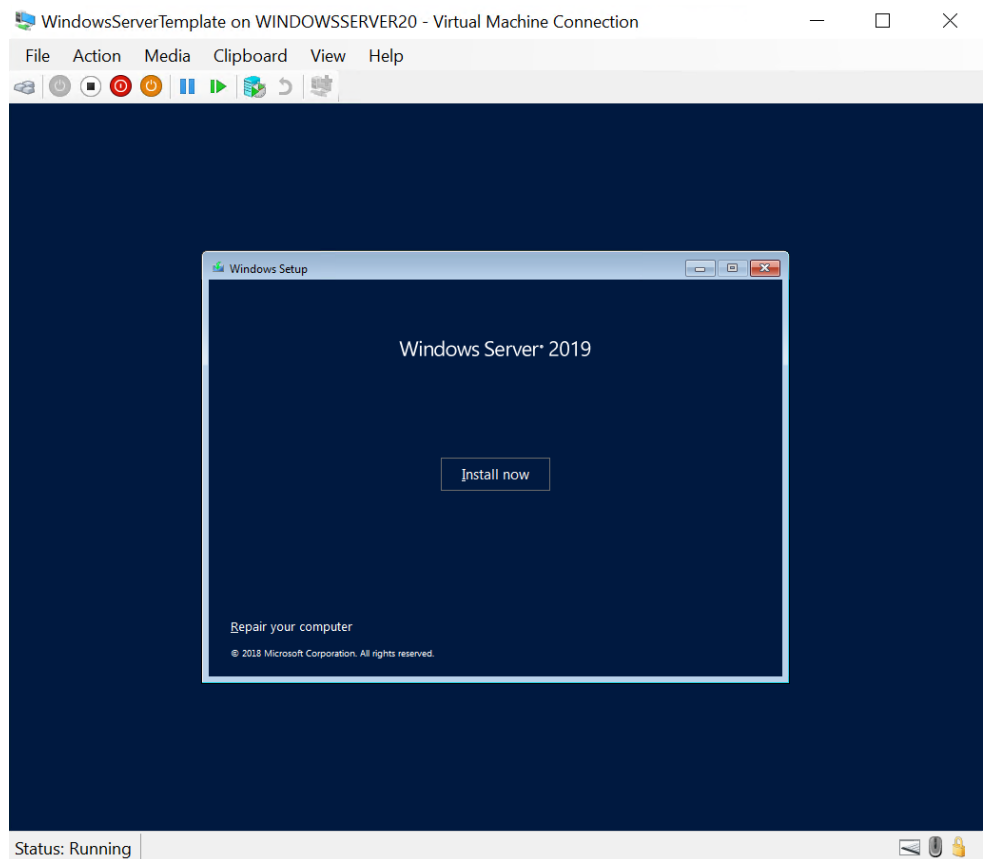 WindowsServerTemplate on WINDOWSSERVER20 - Virtual Machine Connection
File Action Media Clipboard View Help
Windows Setup
Windows Server® 2019
Install now
Repair your computer
© 2018 Microsoft Corporation. All rights reserved.
Status: Running